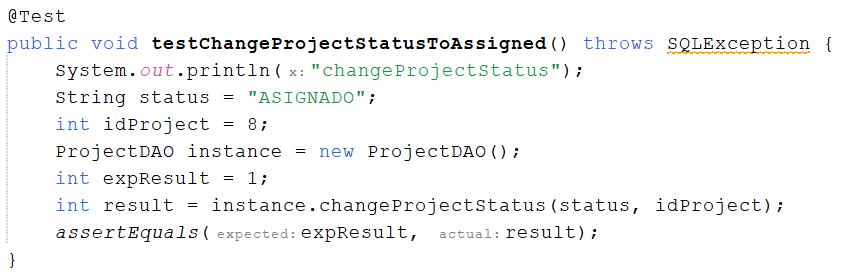 @Test
public void testChangeProjectStatusToAssigned() throws SQLException {
    System.out.println( x: "changeProjectStatus");
    String status = "ASIGNADO";
    int idProject = 8;
    ProjectDAO instance = new ProjectDAO();
    int expResult = 1;
    int result = instance.changeProjectStatus(status, idProject);
    assertEquals( expected: expResult, actual: result);
}